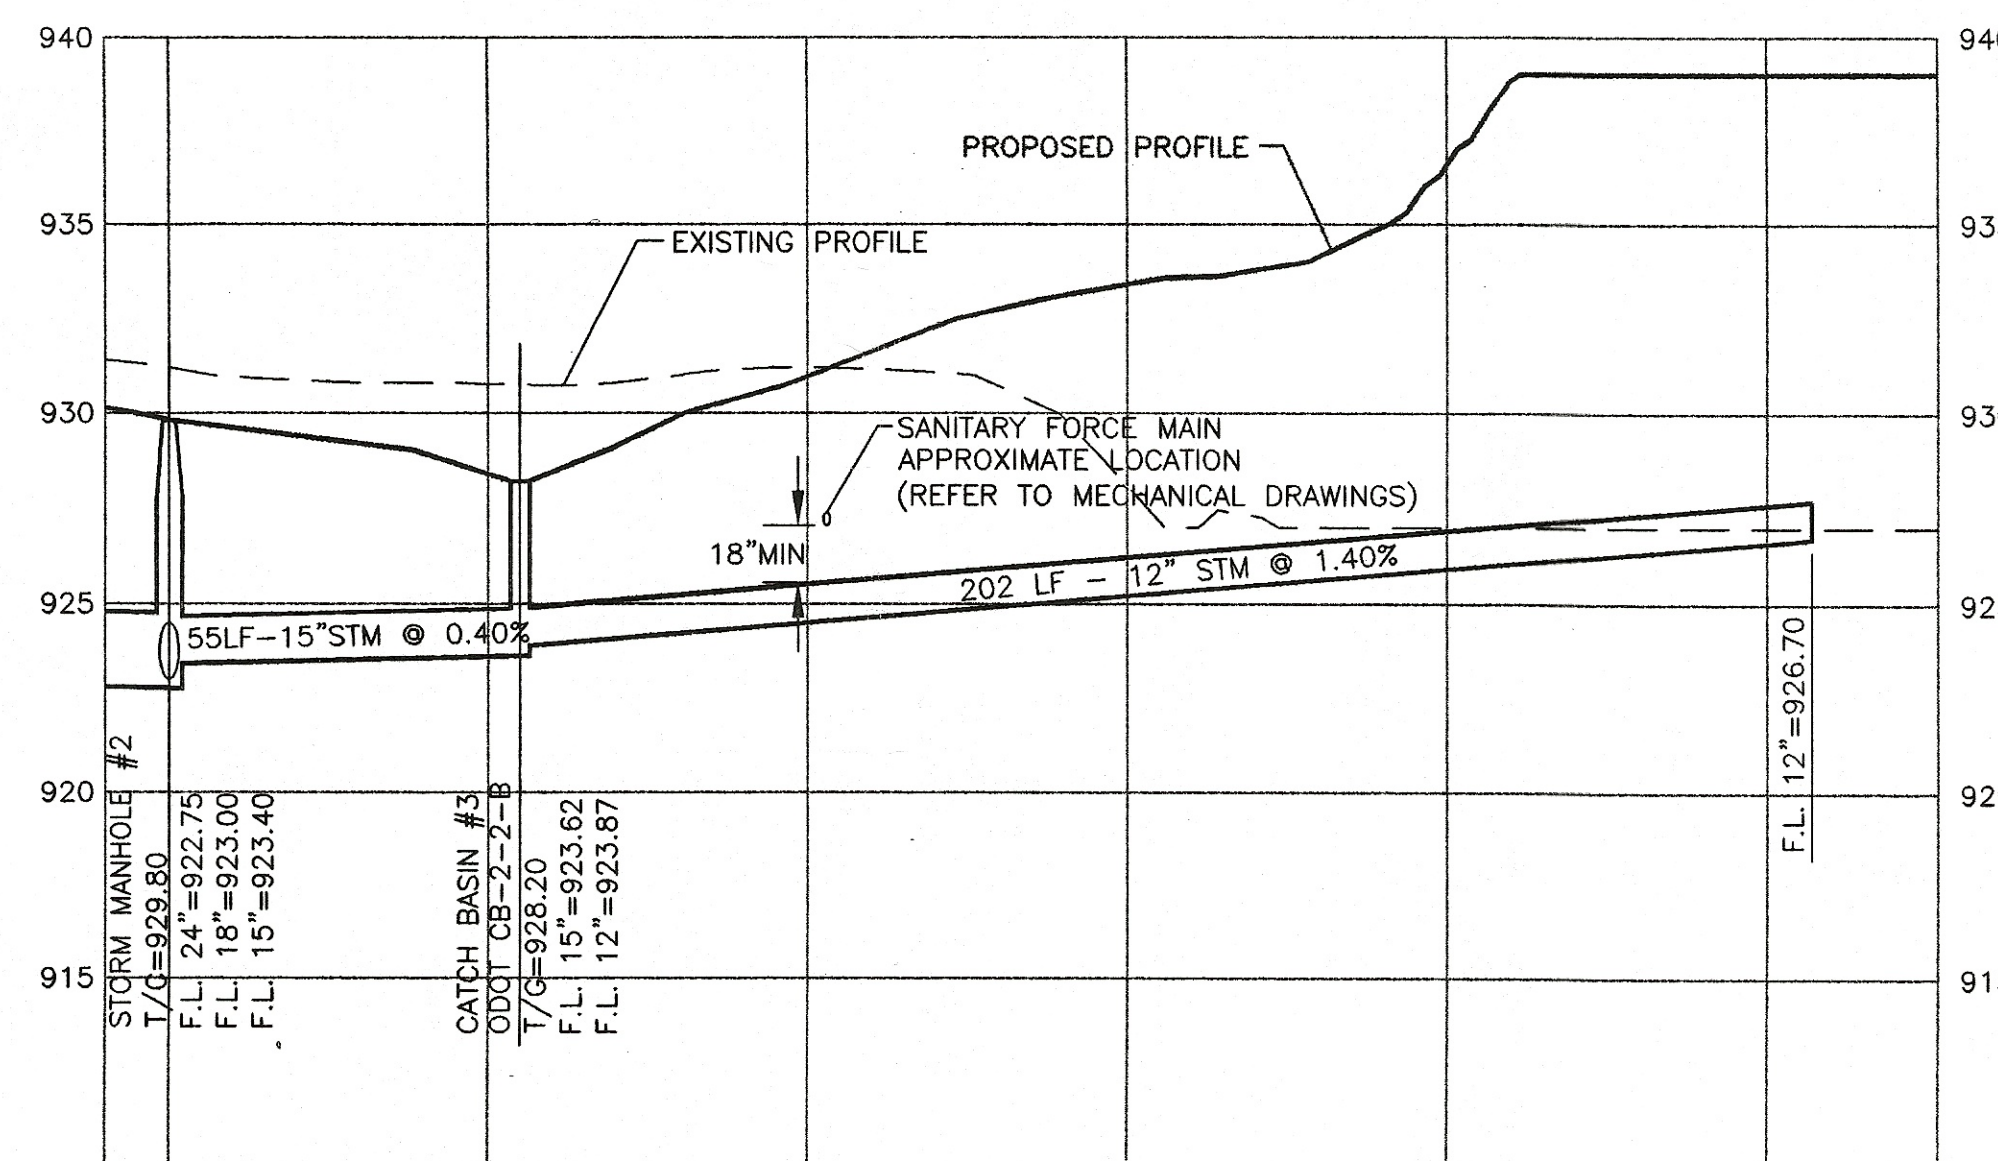 940
940
PROPOSED PROFILE
935
EXISTING PROFILE
93
930
SANITARY FORCE MAIN
APPROXIMATE LOCATION
(REFER TO MECHANICAL DRAWINGS)
93
18"MIN
202 LF - 12" STM @ 1.40%
925
92
55LF-15"STM @ 0.40%
920
92
915
91
STORM MANHOLE #2
T/G=929.80
F.L. 24"=922.75
F.L. 18"=923.00
F.L. 15"=923.40
CATCH BASIN #3
ODOT CB-2-2-B
T/G=928.20
F.L. 15"=923.62
F.L. 12"=923.87
F.L. 12"=926.70